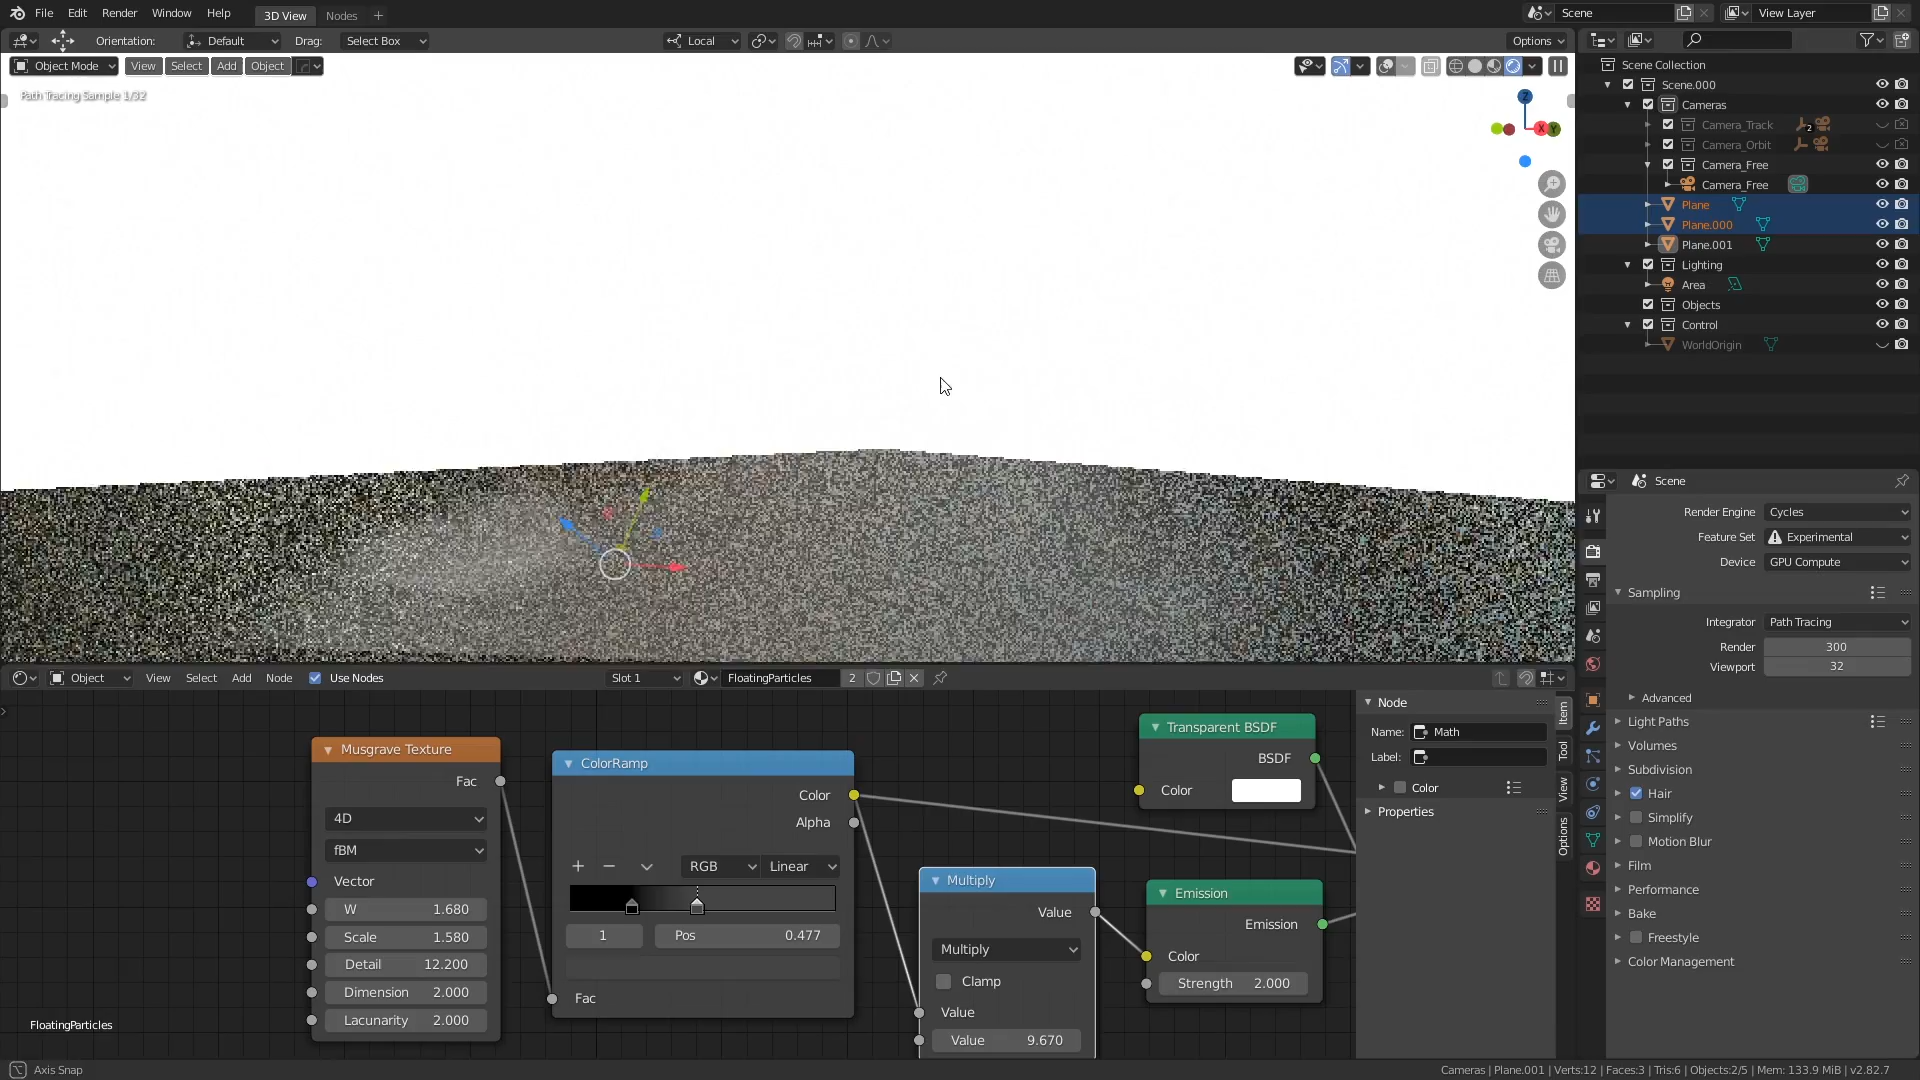 File Edit Render Window Help 3D View Nodes + Scene View Layer
Orientation: Default Drag: Select Box Local Options
Object Mode View Select Add Object
Path Tracing Sample 1/32
Z
X Y
Scene Collection
Scene.000
Cameras
Camera_Track 2
Camera_Orbit
Camera_Free
Camera_Free
Plane
Plane.000
Plane.001
Lighting
Area
Objects
Control
WorldOrigin
Scene
Render Engine Cycles
Feature Set Experimental
Device GPU Compute
Sampling
Integrator Path Tracing
Render 300
Viewport 32
Advanced
Light Paths
Volumes
Subdivision
Hair
Simplify
Motion Blur
Film
Performance
Bake
Freestyle
Color Management
Object View Select Add Node Use Nodes Slot 1 FloatingParticles 2
Musgrave Texture
Fac
4D
fBM
Vector
W 1.680
Scale 1.580
Detail 12.200
Dimension 2.000
Lacunarity 2.000
ColorRamp
Color
Alpha
+ − RGB Linear
1 Pos 0.477
Fac
Multiply
Value
Multiply
Clamp
Value
Value 9.670
Transparent BSDF
BSDF
Color
Emission
Emission
Color
Strength 2.000
Node
Name: Math
Label:
Color
Properties
Item
Tool
View
Options
FloatingParticles
Axis Snap
Cameras | Plane.001 | Verts:12 | Faces:3 | Tris:6 | Objects:2/5 | Mem: 133.9 MiB | v2.82.7